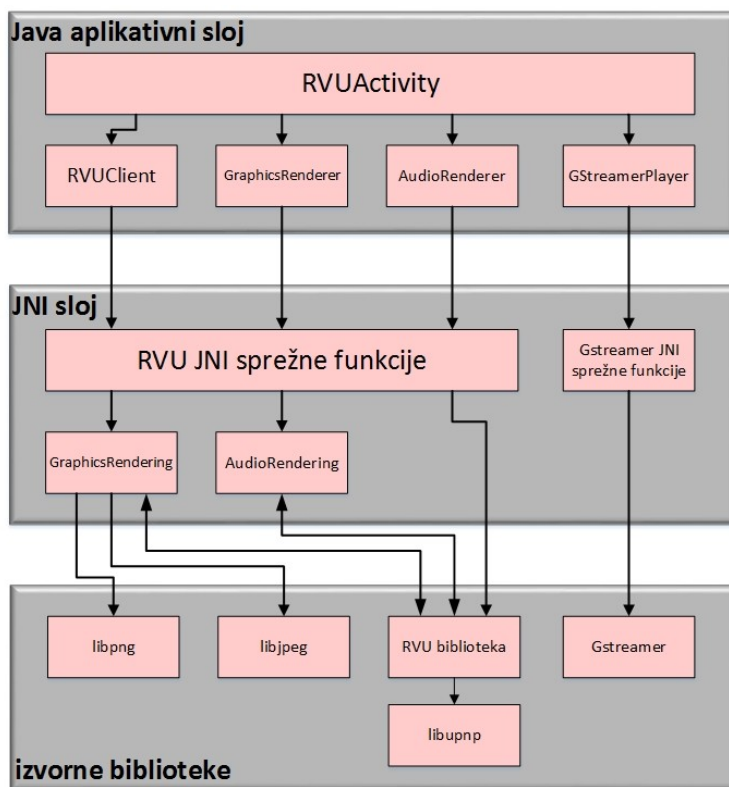 Java aplikativni sloj
RVUActivity
RVUClient
GraphicsRenderer
AudioRenderer
GStreamerPlayer
JNI sloj
RVU JNI sprežne funkcije
Gstreamer JNI
sprežne funkcije
GraphicsRendering
AudioRendering
libpng
libjpeg
RVU biblioteka
Gstreamer
libupnp
izvorne biblioteke